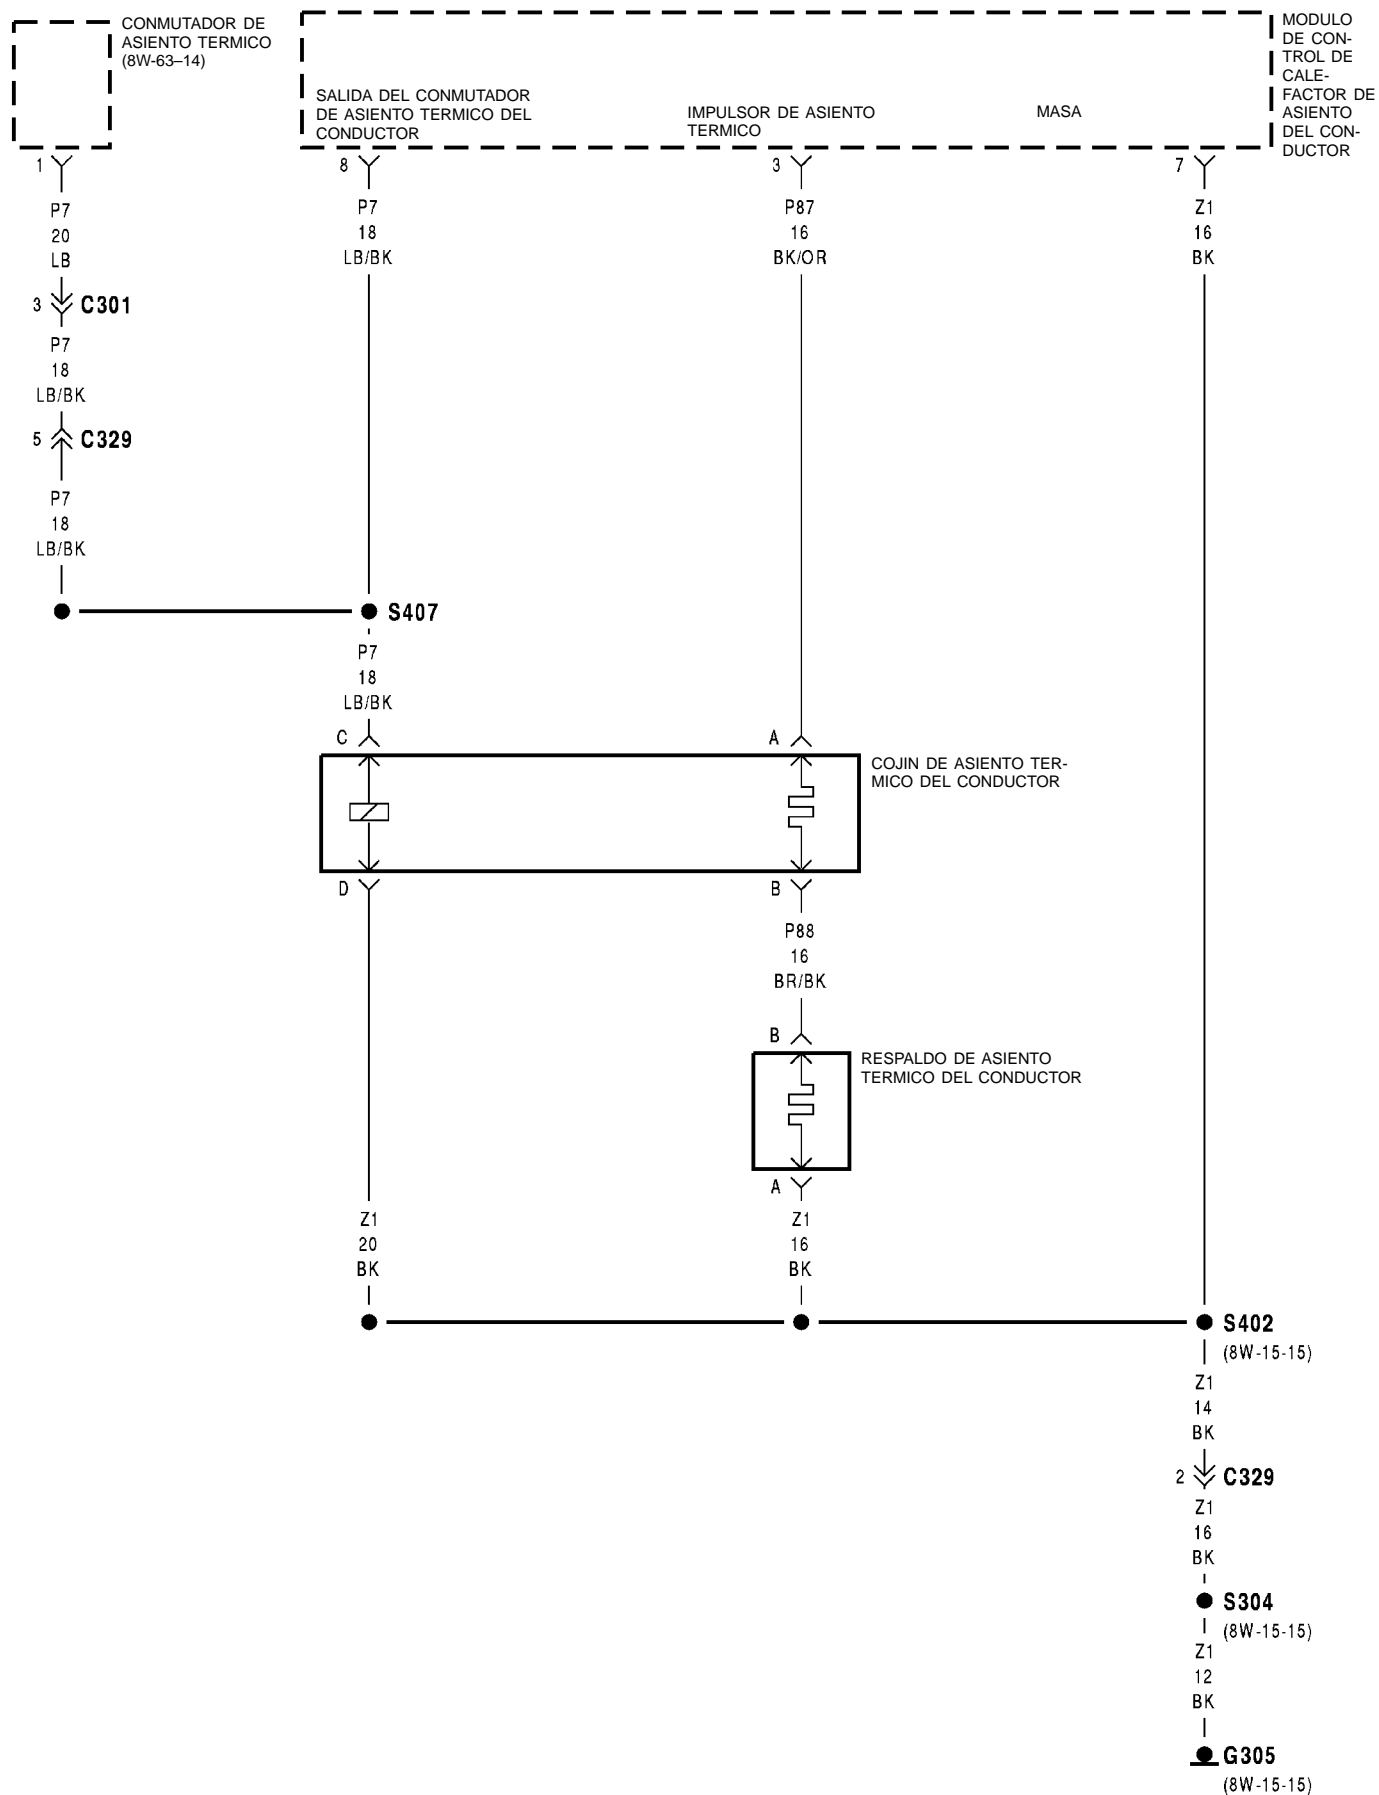 CONMUTADOR DE
ASIENTO TERMICO
(8W-63–14)
MODULO
DE CON-
TROL DE
CALE-
FACTOR DE
ASIENTO
DEL CON-
DUCTOR
SALIDA DEL CONMUTADOR
DE ASIENTO TERMICO DEL
CONDUCTOR
IMPULSOR DE ASIENTO
TERMICO
MASA
1
8
3
7
P7
20
LB
P7
18
LB/BK
P87
16
BK/OR
Z1
16
BK
3 C301
P7
18
LB/BK
5 C329
P7
18
LB/BK
S407
P7
18
LB/BK
C
A
COJIN DE ASIENTO TER-
MICO DEL CONDUCTOR
D
B
P88
16
BR/BK
B
RESPALDO DE ASIENTO
TERMICO DEL CONDUCTOR
A
Z1
20
BK
Z1
16
BK
S402
(8W-15-15)
Z1
14
BK
2 C329
Z1
16
BK
S304
(8W-15-15)
Z1
12
BK
G305
(8W-15-15)